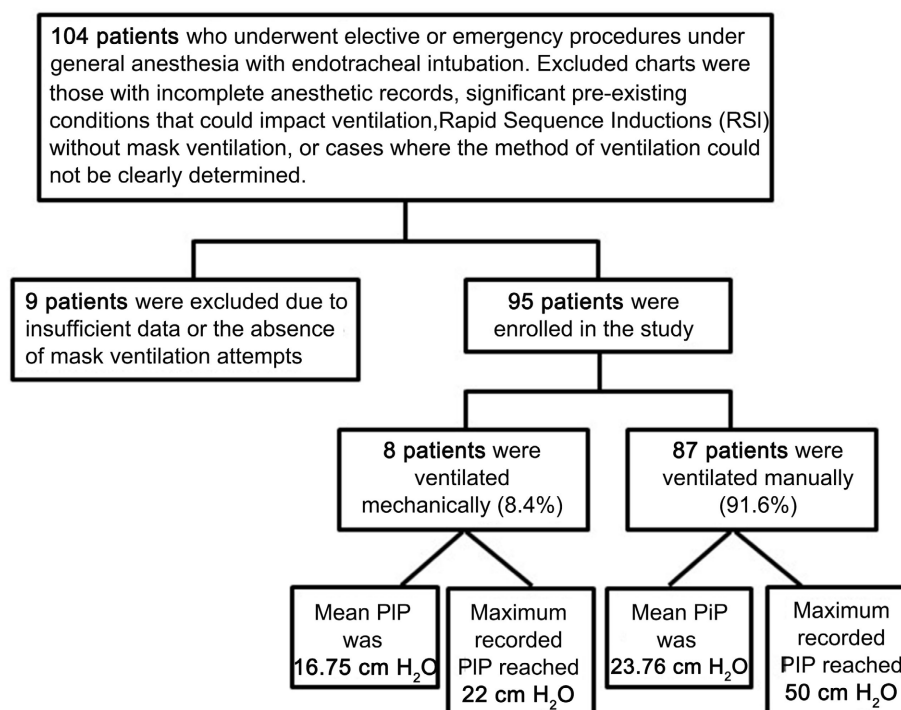 104 patients who underwent elective or emergency procedures under
general anesthesia with endotracheal intubation. Excluded charts were
those with incomplete anesthetic records, significant pre-existing
conditions that could impact ventilation,Rapid Sequence Inductions (RSI)
without mask ventilation, or cases where the method of ventilation could
not be clearly determined.
9 patients were excluded due to
insufficient data or the absence
of mask ventilation attempts
95 patients were
enrolled in the study
8 patients were
ventilated
mechanically (8.4%)
87 patients were
ventilated manually
(91.6%)
Mean PIP
was
16.75 cm H₂O
Maximum
recorded
PIP reached
22 cm H₂O
Mean PiP
was
23.76 cm H₂O
Maximum
recorded
PIP reached
50 cm H₂O